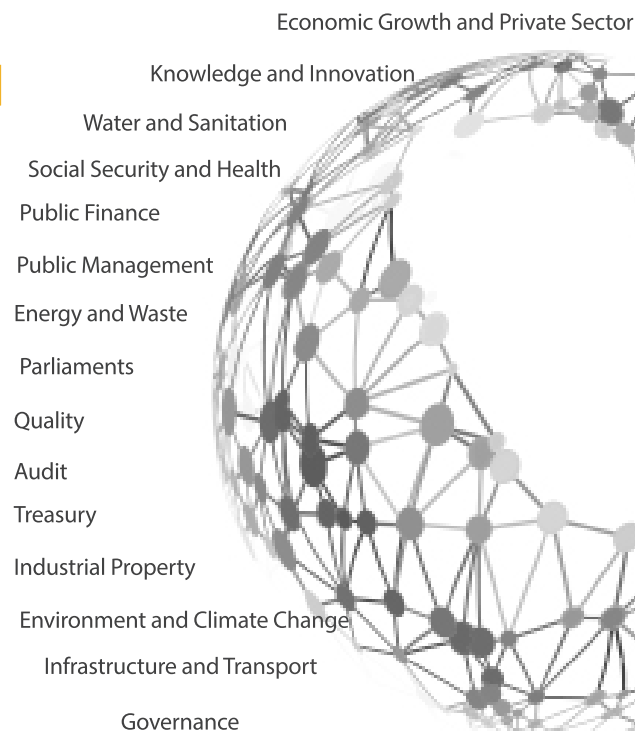 Economic Growth and Private Sector
Knowledge and Innovation
Water and Sanitation
Social Security and Health
Public Finance
Public Management
Energy and Waste
Parliaments
Quality
Audit
Treasury
Industrial Property
Environment and Climate Change
Infrastructure and Transport
Governance